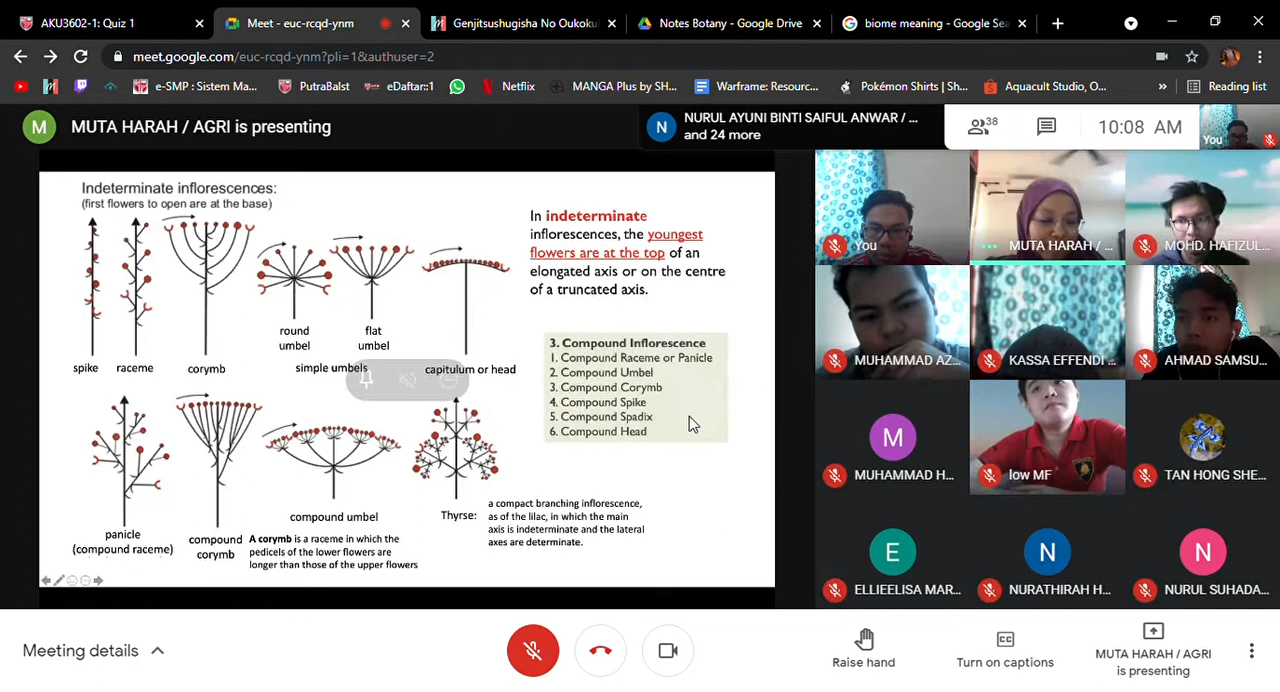 AKU3602-1: Quiz 1
Meet - euc-rcqd-ynm
Genjitsushugisha No Oukoku
Notes Botany - Google Drive
biome meaning - Google Sea
meet.google.com/euc-rcqd-ynm?pli=1&authuser=2
e-SMP : Sistem Ma...
PutraBalst
eDaftar::1
Netflix
MANGA Plus by SH...
Warframe: Resourc...
Pokémon Shirts | Sh...
Aquacult Studio, O...
Reading list
M
MUTA HARAH / AGRI is presenting
N
NURUL AYUNI BINTI SAIFUL ANWAR / ...
and 24 more
38
10:08 AM
You
Indeterminate inflorescences:
(first flowers to open are at the base)
spike
raceme
corymb
round
umbel
flat
umbel
simple umbels
capitulum or head
panicle
(compound raceme)
compound
corymb
compound umbel
A corymb is a raceme in which the
pedicels of the lower flowers are
longer than those of the upper flowers
Thyrse:
a compact branching inflorescence,
as of the lilac, in which the main
axis is indeterminate and the lateral
axes are determinate.
In indeterminate
inflorescences, the youngest
flowers are at the top of an
elongated axis or on the centre
of a truncated axis.
3. Compound Inflorescence
1. Compound Raceme or Panicle
2. Compound Umbel
3. Compound Corymb
4. Compound Spike
5. Compound Spadix
6. Compound Head
You
MUTA HARAH / ...
MOHD. HAFIZUL...
MUHAMMAD AZ...
KASSA EFFENDI ...
AHMAD SAMSU...
M
MUHAMMAD H...
low MF
TAN HONG SHE...
E
ELLIEELISA MAR...
N
NURATHIRAH H...
N
NURUL SUHADA...
Meeting details
Raise hand
Turn on captions
MUTA HARAH / AGRI
is presenting